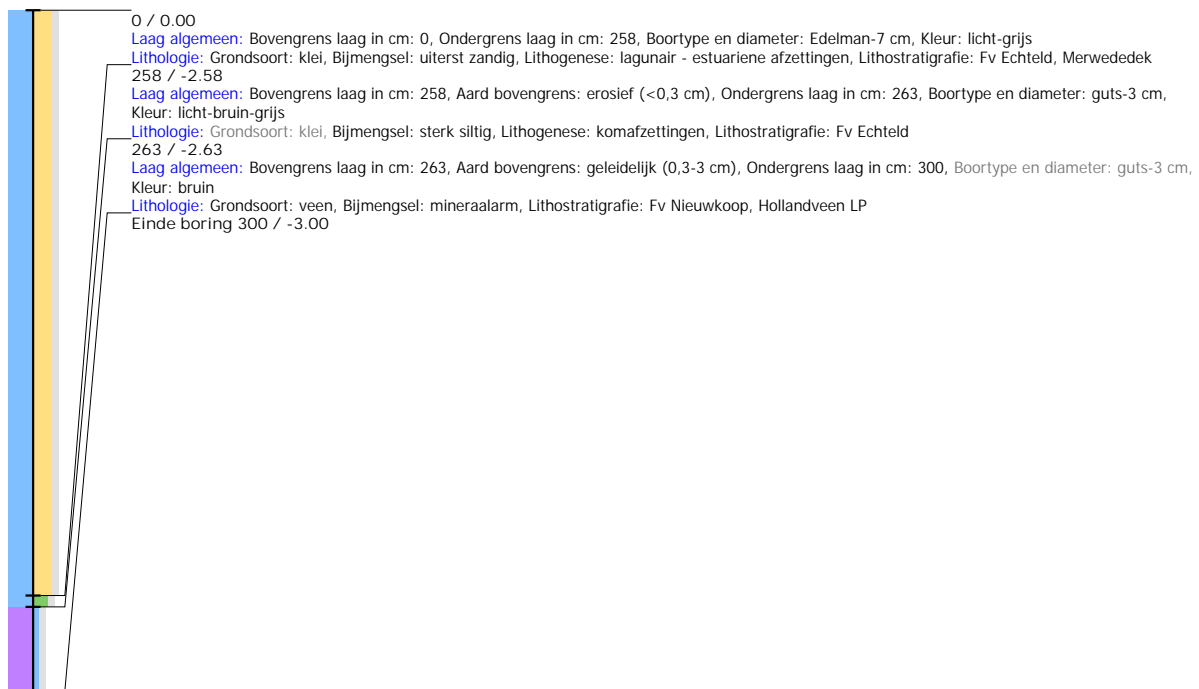 0 / 0.00
Laag algemeen: Bovengrens laag in cm: 0, Ondergrens laag in cm: 258, Boortype en diameter: Edelman-7 cm, Kleur: licht-grijs
Lithologie: Grondsoort: klei, Bijmengsel: uiterst zandig, Lithogenese: lagunair - estuariene afzettingen, Lithostratigrafie: Fv Echteld, Merwededek
258 / -2.58
Laag algemeen: Bovengrens laag in cm: 258, Aard bovengrens: erosief (<0,3 cm), Ondergrens laag in cm: 263, Boortype en diameter: guts-3 cm,
Kleur: licht-bruin-grijs
Lithologie: Grondsoort: klei, Bijmengsel: sterk siltig, Lithogenese: komafzettingen, Lithostratigrafie: Fv Echteld
263 / -2.63
Laag algemeen: Bovengrens laag in cm: 263, Aard bovengrens: geleidelijk (0,3-3 cm), Ondergrens laag in cm: 300, Boortype en diameter: guts-3 cm,
Kleur: bruin
Lithologie: Grondsoort: veen, Bijmengsel: mineraalarm, Lithostratigrafie: Fv Nieuwkoop, Hollandveen LP
Einde boring 300 / -3.00